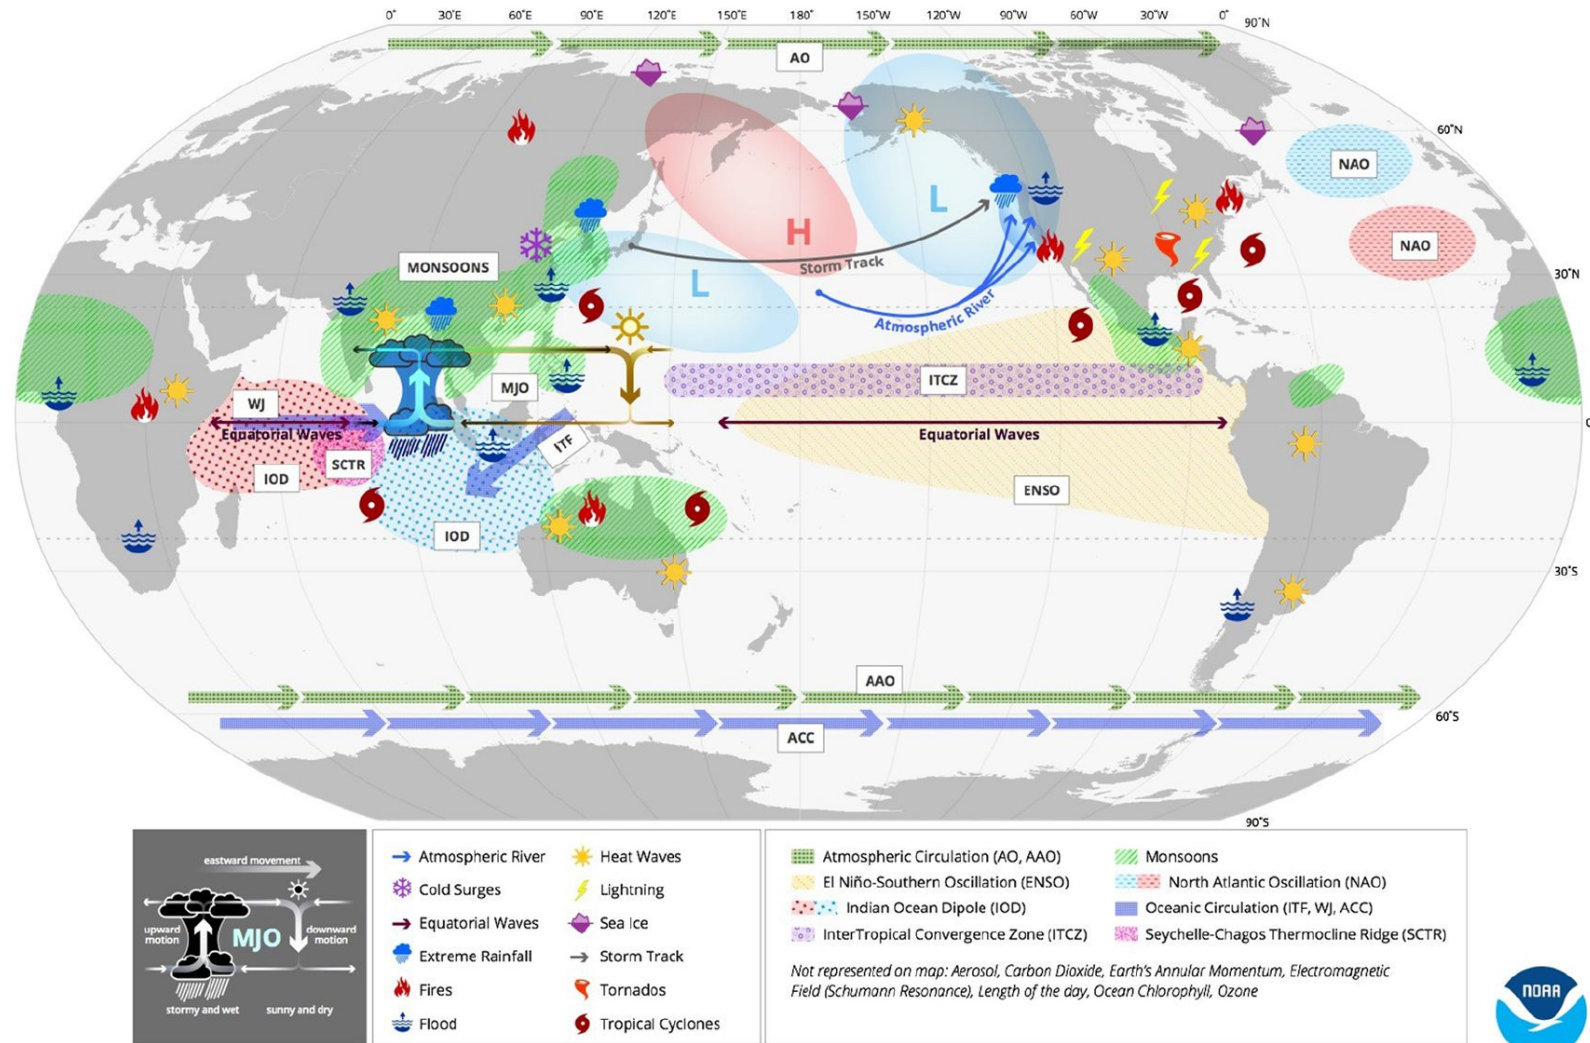 0° 30°E 60°E 90°E 120°E 150°E 180° 150°W 120°W 90°W 60°W 30°W 0° 90°N
AO
60°N
NAO
H
L
NAO
MONSOONS
Storm Track
30°N
L
Atmospheric River
ITCZ
MJO
WJ
Equatorial Waves
Equatorial Waves
0
ITF
SCTR
IOD
ENSO
IOD
30°S
AAO
60°S
ACC
90°S
eastward movement
upward
motion
MJO
downward
motion
stormy and wet
sunny and dry
Atmospheric River
Cold Surges
Equatorial Waves
Extreme Rainfall
Fires
Flood
Heat Waves
Lightning
Sea Ice
Storm Track
Tornados
Tropical Cyclones
Atmospheric Circulation (AO, AAO)
El Niño-Southern Oscillation (ENSO)
Indian Ocean Dipole (IOD)
InterTropical Convergence Zone (ITCZ)
Monsoons
North Atlantic Oscillation (NAO)
Oceanic Circulation (ITF, WJ, ACC)
Seychelle-Chagos Thermocline Ridge (SCTR)
Not represented on map: Aerosol, Carbon Dioxide, Earth's Annular Momentum, Electromagnetic
Field (Schumann Resonance), Length of the day, Ocean Chlorophyll, Ozone
NOAA